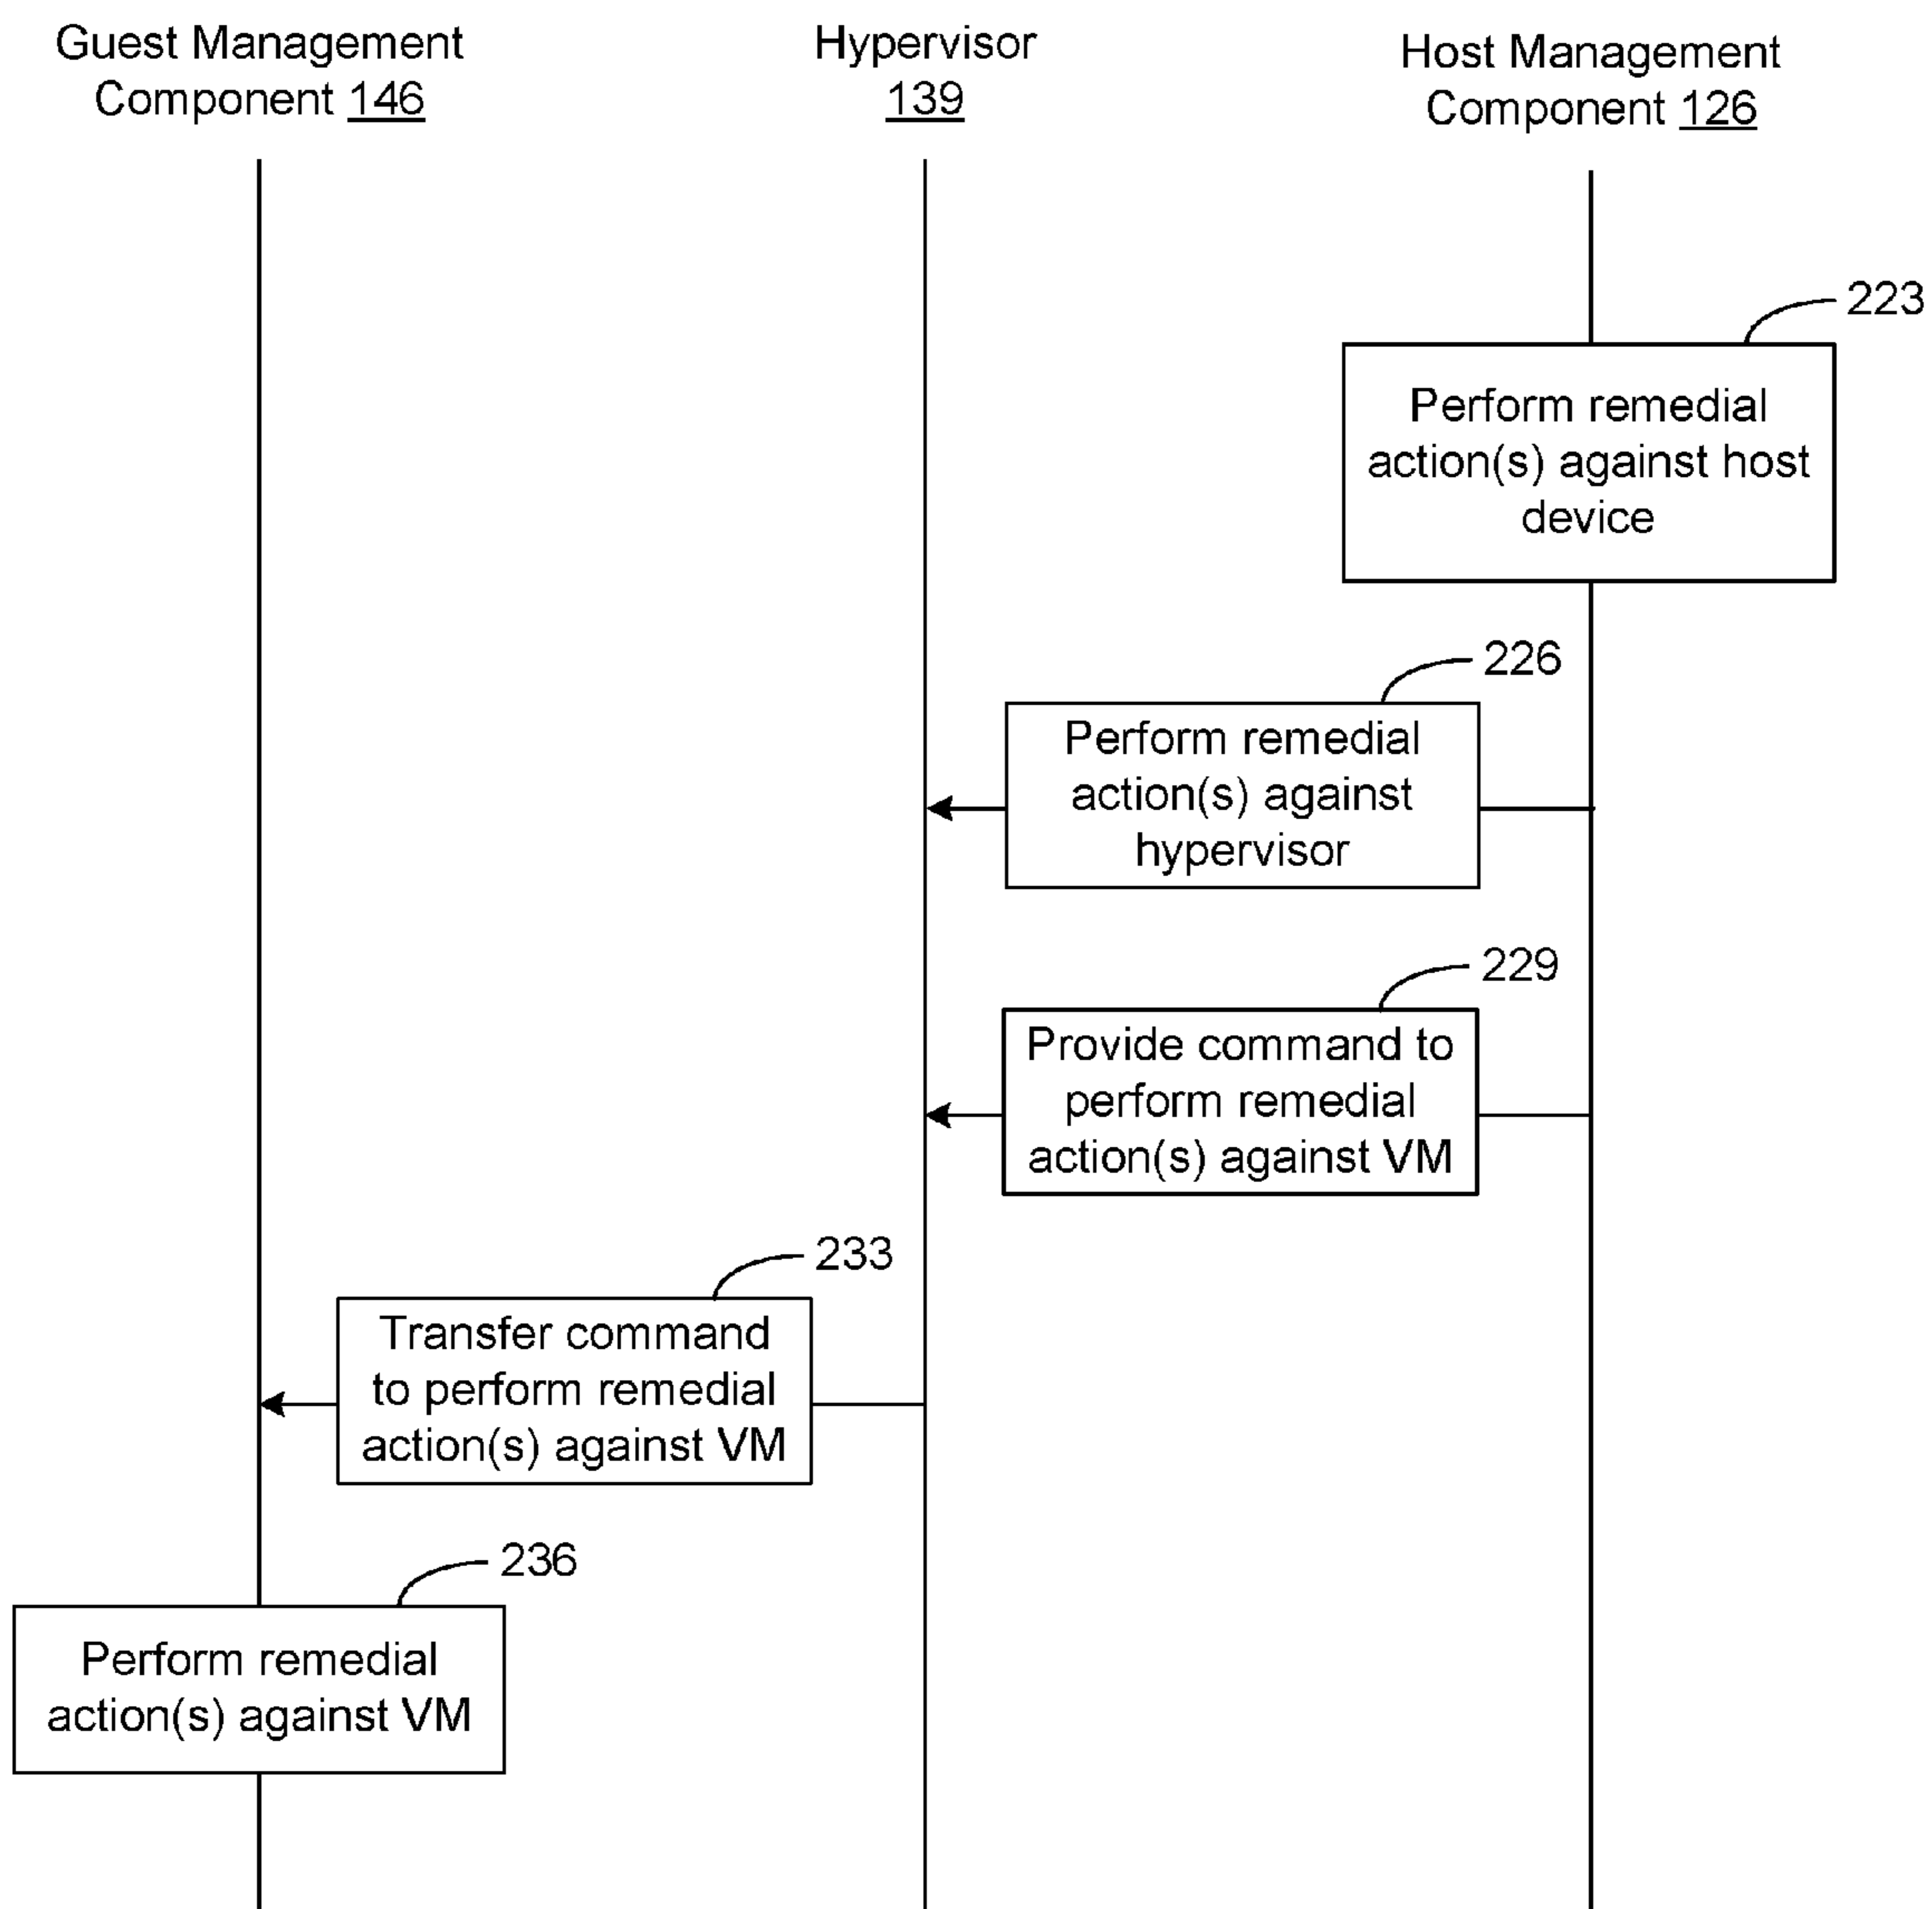 Guest Management
Component 146
Hypervisor
139
Host Management
Component 126
223
Perform remedial
action(s) against host
device
226
Perform remedial
action(s) against
hypervisor
229
Provide command to
perform remedial
action(s) against VM
233
Transfer command
to perform remedial
action(s) against VM
236
Perform remedial
action(s) against VM